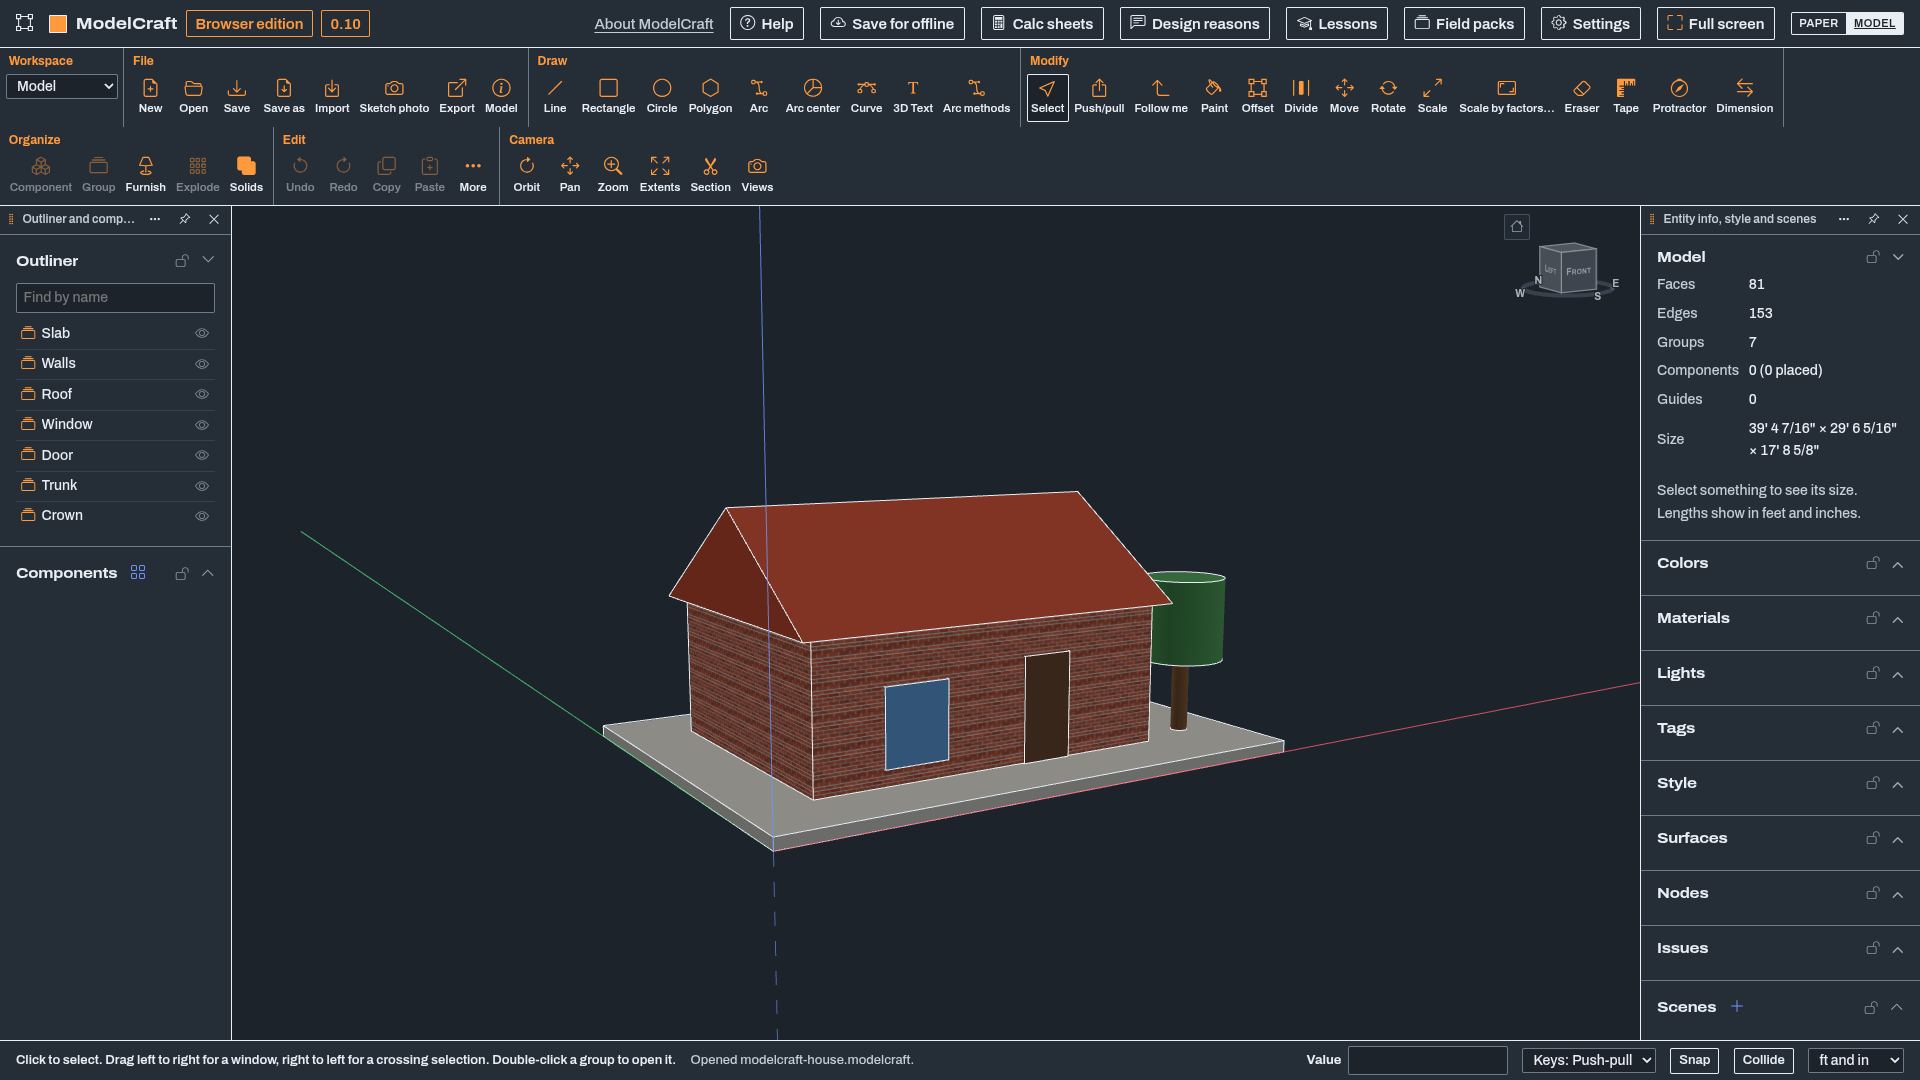 ModelCraft Browser edition 0.10 About ModelCraft Help Save for offline Calc sheets Design reasons Lessons Field packs Settings Full screen PAPER MODEL
Workspace File Draw Modify
Model
New Open Save Save as Import Sketch photo Export Model Line Rectangle Circle Polygon Arc Arc center Curve 3D Text Arc methods Select Push/pull Follow me Paint Offset Divide Move Rotate Scale Scale by factors... Eraser Tape Protractor Dimension
Organize Edit Camera
Component Group Furnish Explode Solids Undo Redo Copy Paste More Orbit Pan Zoom Extents Section Views
Outliner and comp...
Outliner
Find by name
Slab
Walls
Roof
Window
Door
Trunk
Crown
Components
LEFT FRONT
N E
W S
Entity info, style and scenes
Model
Faces 81
Edges 153
Groups 7
Components 0 (0 placed)
Guides 0
Size 39' 4 7/16" × 29' 6 5/16"
× 17' 8 5/8"
Select something to see its size.
Lengths show in feet and inches.
Colors
Materials
Lights
Tags
Style
Surfaces
Nodes
Issues
Scenes
Click to select. Drag left to right for a window, right to left for a crossing selection. Double-click a group to open it. Opened modelcraft-house.modelcraft. Value Keys: Push-pull Snap Collide ft and in